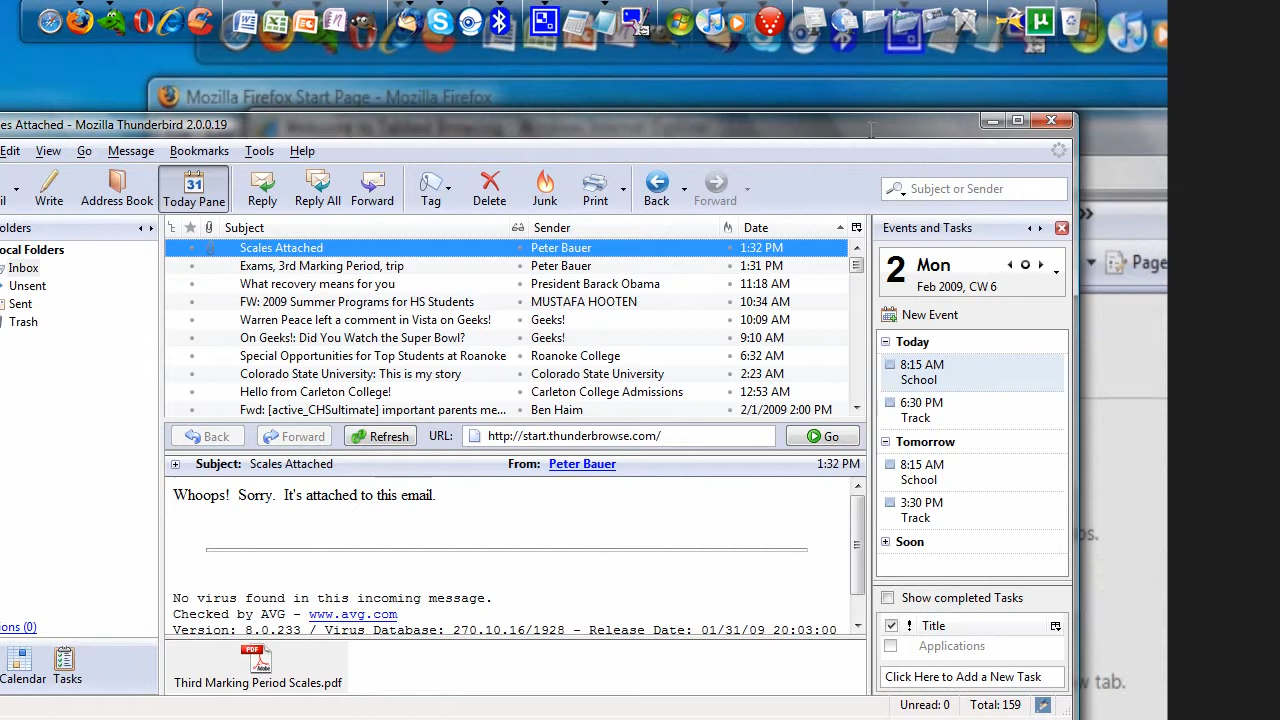 Mozilla Firefox Start Page - Mozilla Firefox
es Attached - Mozilla Thunderbird 2.0.0.19
Edit View Go Message Bookmarks Tools Help
il Write Address Book 31 Today Pane Reply Reply All Forward Tag Delete Junk Print Back Forward Subject or Sender
olders Subject Sender Date Events and Tasks
Page
ocal Folders
Inbox
Unsent
Sent
Trash
Scales Attached Peter Bauer 1:32 PM
Exams, 3rd Marking Period, trip Peter Bauer 1:31 PM
What recovery means for you President Barack Obama 11:18 AM
FW: 2009 Summer Programs for HS Students MUSTAFA HOOTEN 10:34 AM
Warren Peace left a comment in Vista on Geeks! Geeks! 10:09 AM
On Geeks!: Did You Watch the Super Bowl? Geeks! 9:10 AM
Special Opportunities for Top Students at Roanoke Roanoke College 6:32 AM
Colorado State University: This is my story Colorado State University 2:23 AM
Hello from Carleton College! Carleton College Admissions 12:53 AM
Fwd: [active_CHSultimate] important parents me... Ben Haim 2/1/2009 2:00 PM
Back Forward Refresh URL: http://start.thunderbrowse.com/ Go
Subject: Scales Attached From: Peter Bauer 1:32 PM
Whoops! Sorry. It's attached to this email.
No virus found in this incoming message.
Checked by AVG - www.avg.com
Version: 8.0.233 / Virus Database: 270.10.16/1928 - Release Date: 01/31/09 20:03:00
Third Marking Period Scales.pdf
2 Mon
Feb 2009, CW 6
New Event
Today
8:15 AM
School
6:30 PM
Track
Tomorrow
8:15 AM
School
3:30 PM
Track
Soon
Show completed Tasks
! Title
Applications
Click Here to Add a New Task
ps.
w tab.
ions (0)
Calendar Tasks
Unread: 0 Total: 159